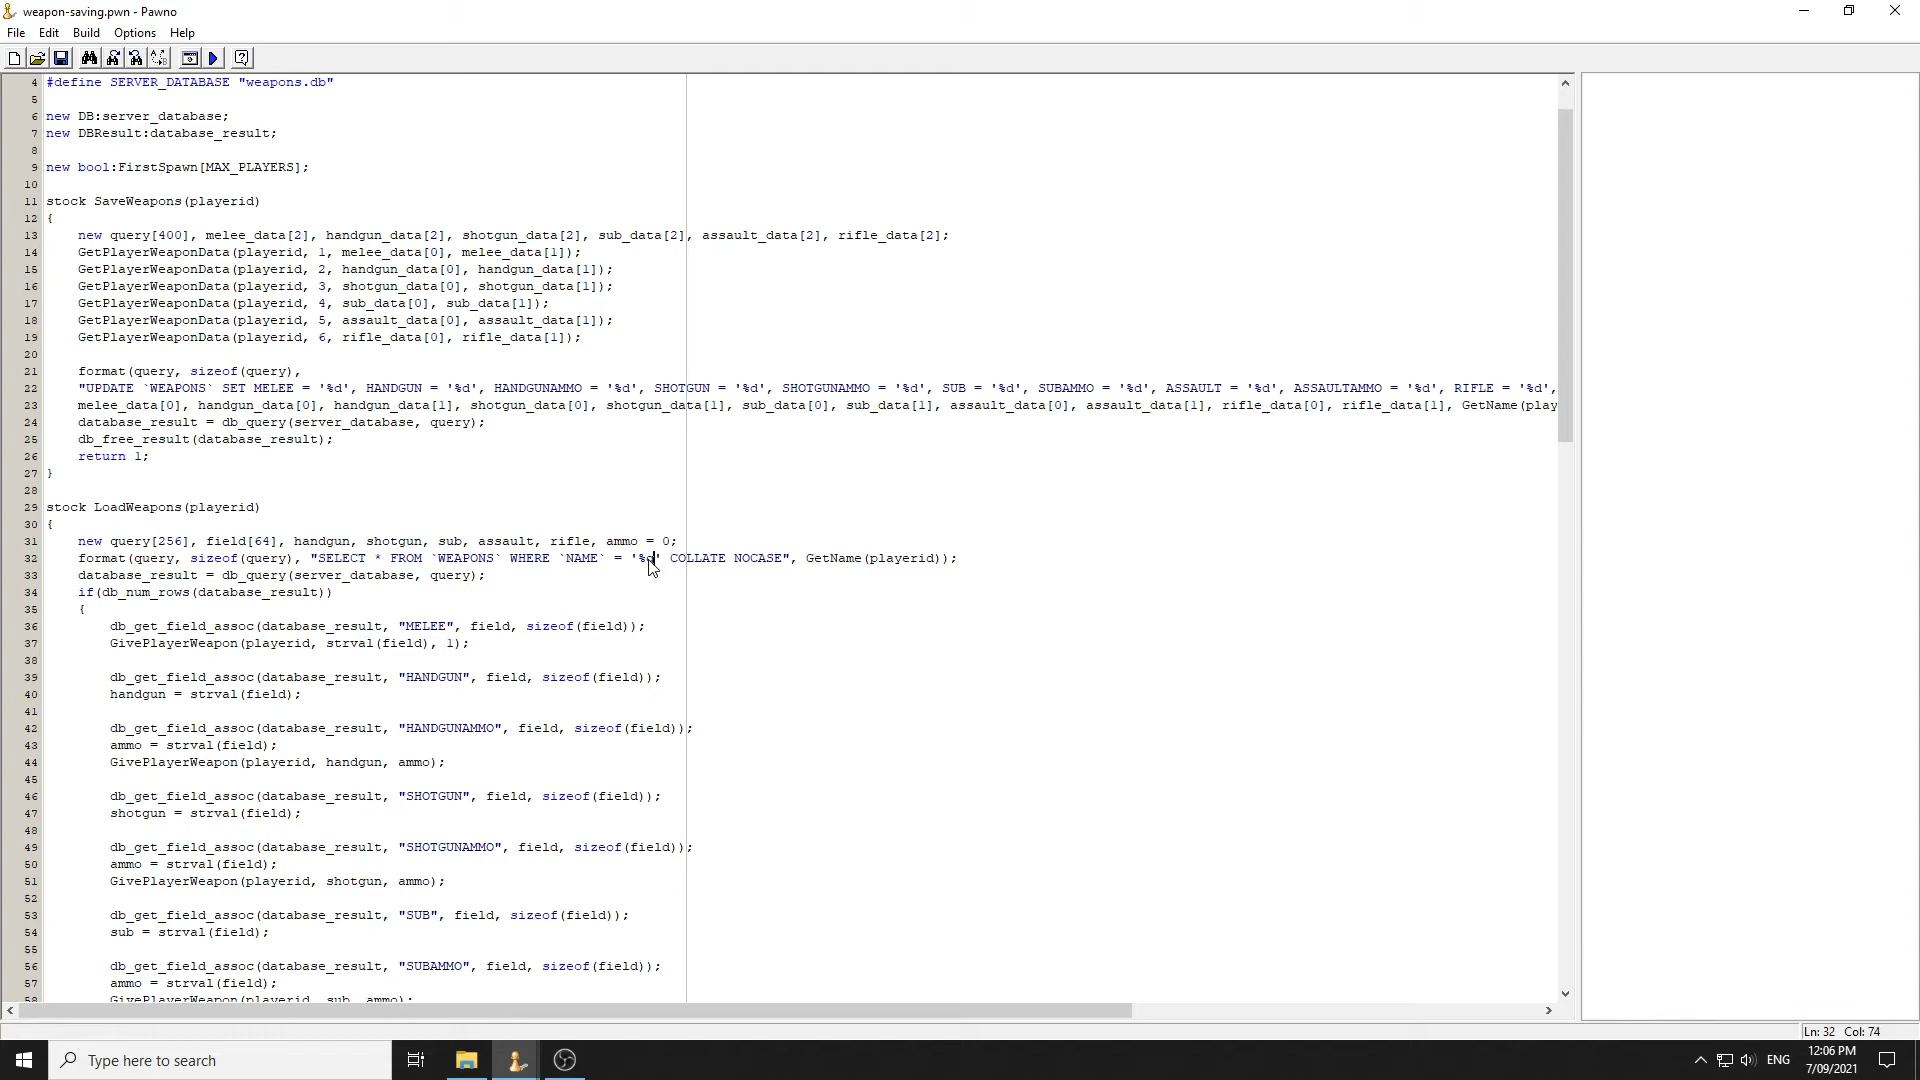 weapon-saving.pwn - Pawno
File Edit Build Options Help
4 #define SERVER_DATABASE "weapons.db"
5
6 new DB:server_database;
7 new DBResult:database_result;
8
9 new bool:FirstSpawn[MAX_PLAYERS];
10
11 stock SaveWeapons(playerid)
12 {
13 new query[400], melee_data[2], handgun_data[2], shotgun_data[2], sub_data[2], assault_data[2], rifle_data[2];
14 GetPlayerWeaponData(playerid, 1, melee_data[0], melee_data[1]);
15 GetPlayerWeaponData(playerid, 2, handgun_data[0], handgun_data[1]);
16 GetPlayerWeaponData(playerid, 3, shotgun_data[0], shotgun_data[1]);
17 GetPlayerWeaponData(playerid, 4, sub_data[0], sub_data[1]);
18 GetPlayerWeaponData(playerid, 5, assault_data[0], assault_data[1]);
19 GetPlayerWeaponData(playerid, 6, rifle_data[0], rifle_data[1]);
20
21 format(query, sizeof(query),
22 "UPDATE `WEAPONS` SET MELEE = '%d', HANDGUN = '%d', HANDGUNAMMO = '%d', SHOTGUN = '%d', SHOTGUNAMMO = '%d', SUB = '%d', SUBAMMO = '%d', ASSAULT = '%d', ASSAULTAMMO = '%d', RIFLE = '%d',
23 melee_data[0], handgun_data[0], handgun_data[1], shotgun_data[0], shotgun_data[1], sub_data[0], sub_data[1], assault_data[0], assault_data[1], rifle_data[0], rifle_data[1], GetName(play
24 database_result = db_query(server_database, query);
25 db_free_result(database_result);
26 return 1;
27 }
28
29 stock LoadWeapons(playerid)
30 {
31 new query[256], field[64], handgun, shotgun, sub, assault, rifle, ammo = 0;
32 format(query, sizeof(query), "SELECT * FROM `WEAPONS` WHERE `NAME` = '%q' COLLATE NOCASE", GetName(playerid));
33 database_result = db_query(server_database, query);
34 if(db_num_rows(database_result))
35 {
36 db_get_field_assoc(database_result, "MELEE", field, sizeof(field));
37 GivePlayerWeapon(playerid, strval(field), 1);
38
39 db_get_field_assoc(database_result, "HANDGUN", field, sizeof(field));
40 handgun = strval(field);
41
42 db_get_field_assoc(database_result, "HANDGUNAMMO", field, sizeof(field));
43 ammo = strval(field);
44 GivePlayerWeapon(playerid, handgun, ammo);
45
46 db_get_field_assoc(database_result, "SHOTGUN", field, sizeof(field));
47 shotgun = strval(field);
48
49 db_get_field_assoc(database_result, "SHOTGUNAMMO", field, sizeof(field));
50 ammo = strval(field);
51 GivePlayerWeapon(playerid, shotgun, ammo);
52
53 db_get_field_assoc(database_result, "SUB", field, sizeof(field));
54 sub = strval(field);
55
56 db_get_field_assoc(database_result, "SUBAMMO", field, sizeof(field));
57 ammo = strval(field);
58 GivePlayerWeapon(playerid, sub, ammo);
Ln: 32 Col: 74
Type here to search
ENG
12:06 PM
7/09/2021